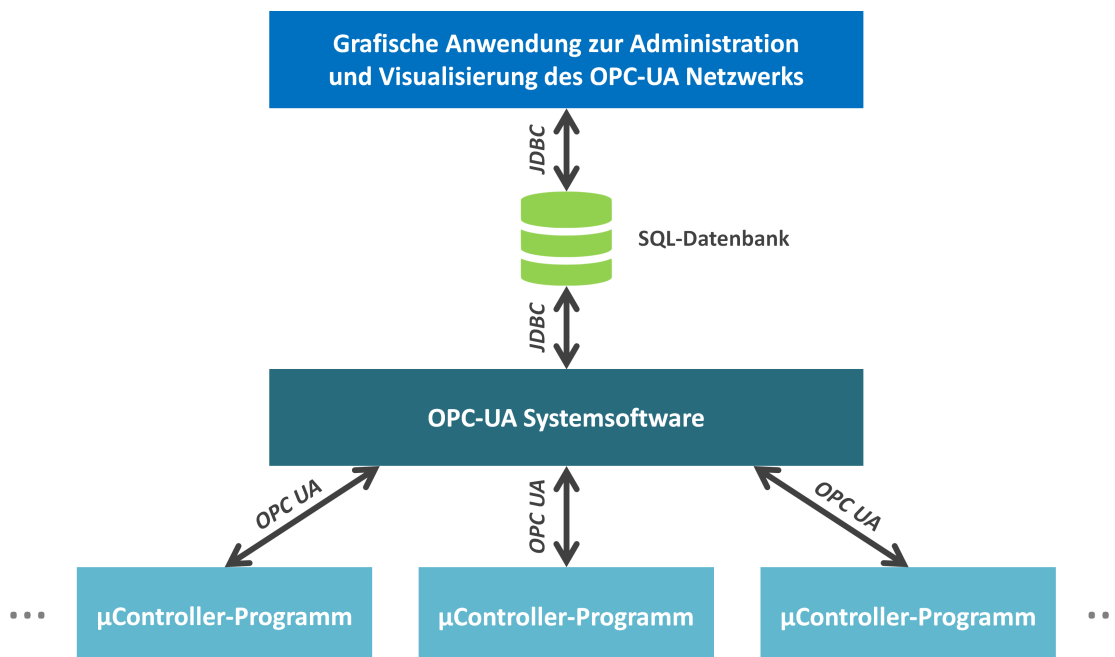 Grafische Anwendung zur Administration
und Visualisierung des OPC-UA Netzwerks
JDBC
SQL-Datenbank
JDBC
OPC-UA Systemsoftware
OPC UA
OPC UA
OPC UA
... µController-Programm
µController-Programm
µController-Programm ..